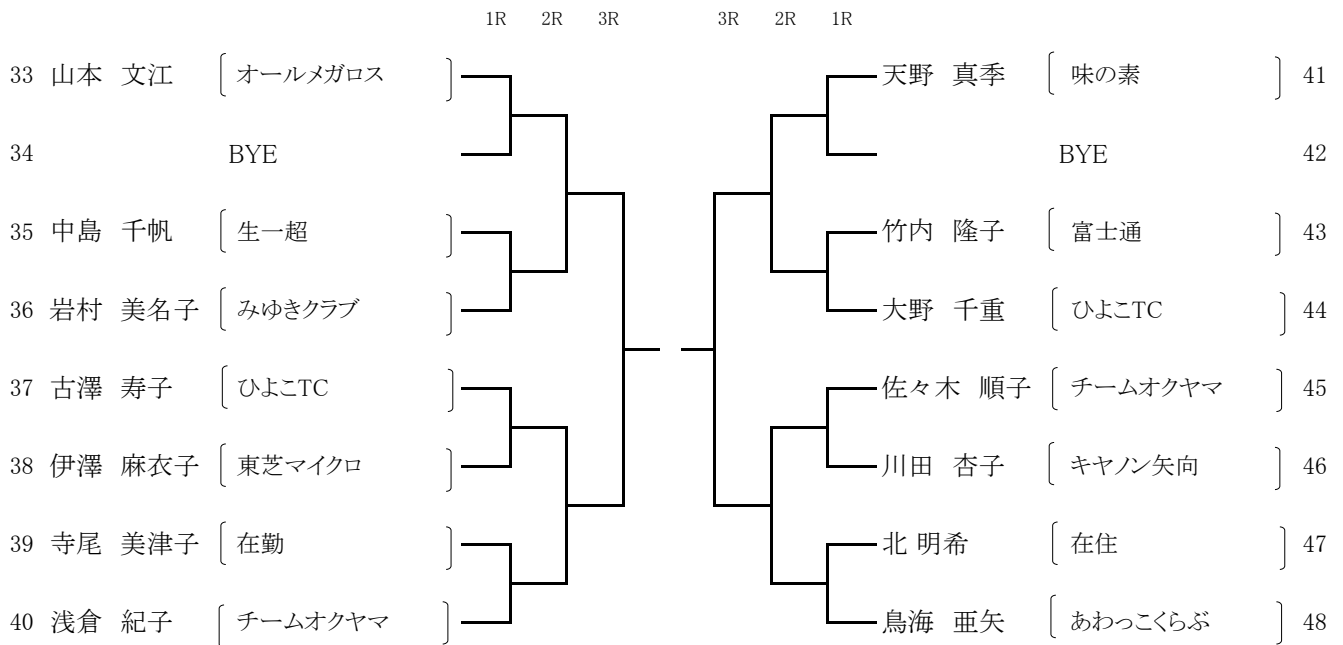 1R 2R 3R 3R 2R 1R
33 山本 文江 [ オールメガロス ] 天野 真季 [ 味の素 ] 41
34 BYE BYE 42
35 中島 千帆 [ 生一超 ] 竹内 隆子 [ 富士通 ] 43
36 岩村 美名子 [ みゆきクラブ ] 大野 千重 [ ひよこTC ] 44
37 古澤 寿子 [ ひよこTC ] 佐々木 順子 [ チームオクヤマ ] 45
38 伊澤 麻衣子 [ 東芝マイクロ ] 川田 杏子 [ キヤノン矢向 ] 46
39 寺尾 美津子 [ 在勤 ] 北 明希 [ 在住 ] 47
40 浅倉 紀子 [ チームオクヤマ ] 鳥海 亜矢 [ あわっこくらぶ ] 48